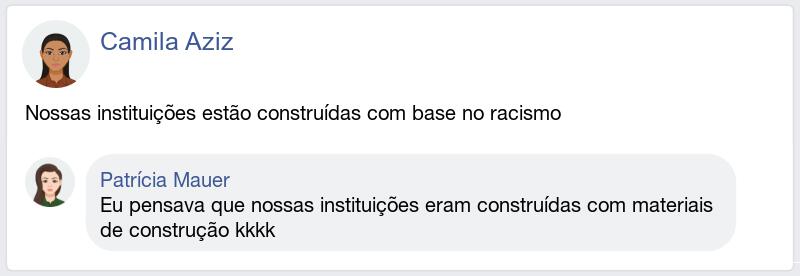 Camila Aziz
Nossas instituições estão construídas com base no racismo
Patrícia Mauer
Eu pensava que nossas instituições eram construídas com materiais
de construção kkkk